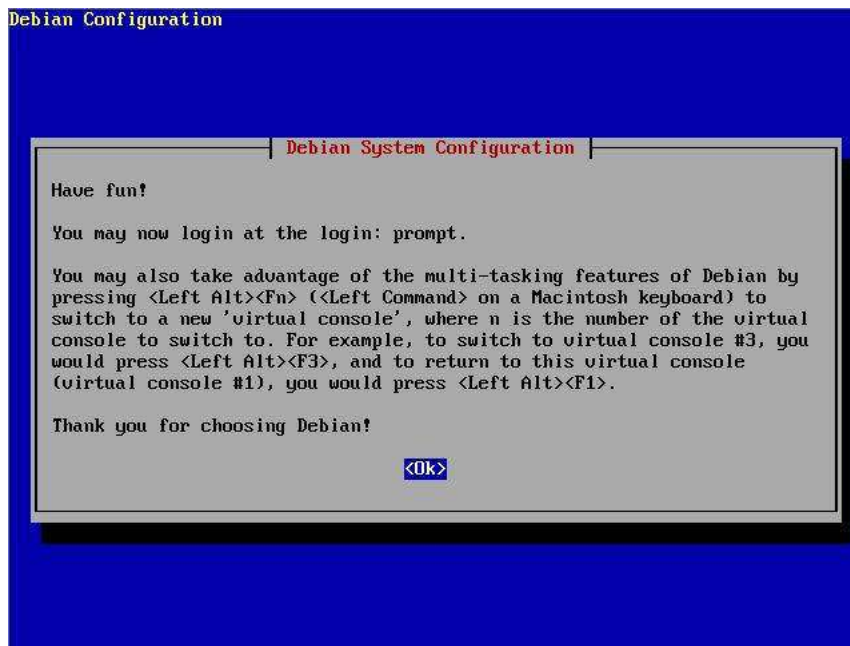 Debian Configuration
Debian System Configuration
Have fun!
You may now login at the login: prompt.
You may also take advantage of the multi-tasking features of Debian by
pressing <Left Alt><Fn> (<Left Command> on a Macintosh keyboard) to
switch to a new 'virtual console', where n is the number of the virtual
console to switch to. For example, to switch to virtual console #3, you
would press <Left Alt><F3>, and to return to this virtual console
(virtual console #1), you would press <Left Alt><F1>.
Thank you for choosing Debian!
<Ok>